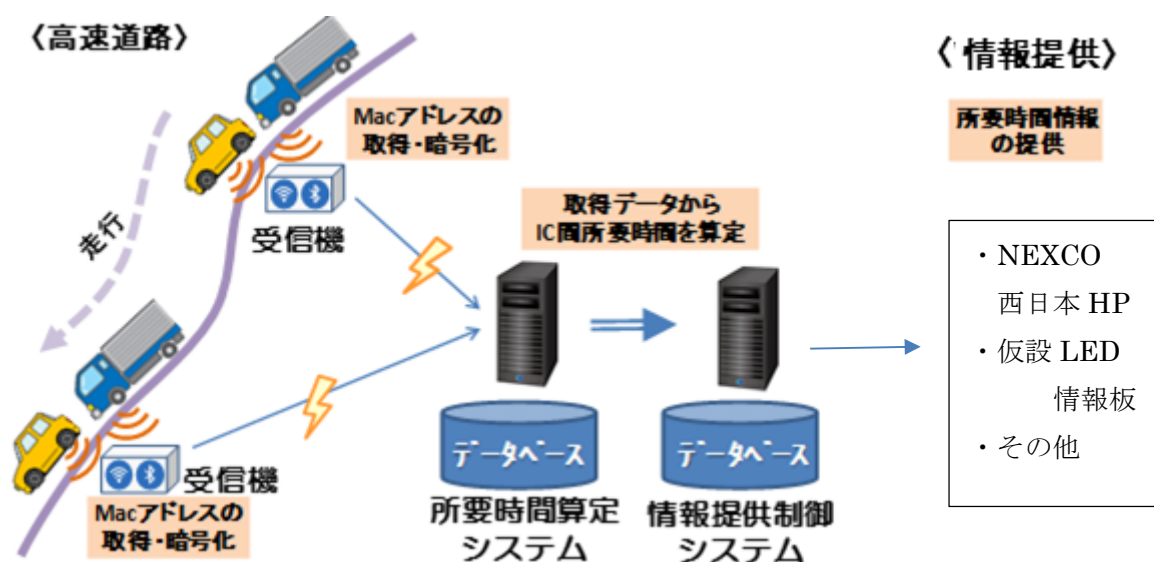 〈高速道路〉
Macアドレスの
取得・暗号化
受信機
走行
受信機
Macアドレスの
取得・暗号化
取得データから
IC間所要時間を算定
データベース
所要時間算定
システム
データベース
情報提供制御
システム
〈情報提供〉
所要時間情報
の提供
・NEXCO
西日本 HP
・仮設 LED
情報板
・その他